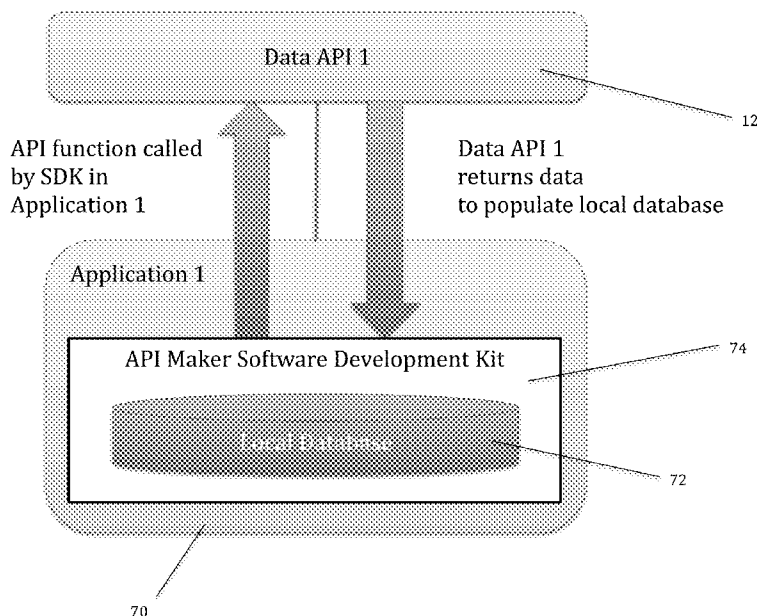 Data API 1
12
API function called
by SDK in
Application 1
Data API 1
returns data
to populate local database
Application 1
API Maker Software Development Kit
74
Local Database
72
70